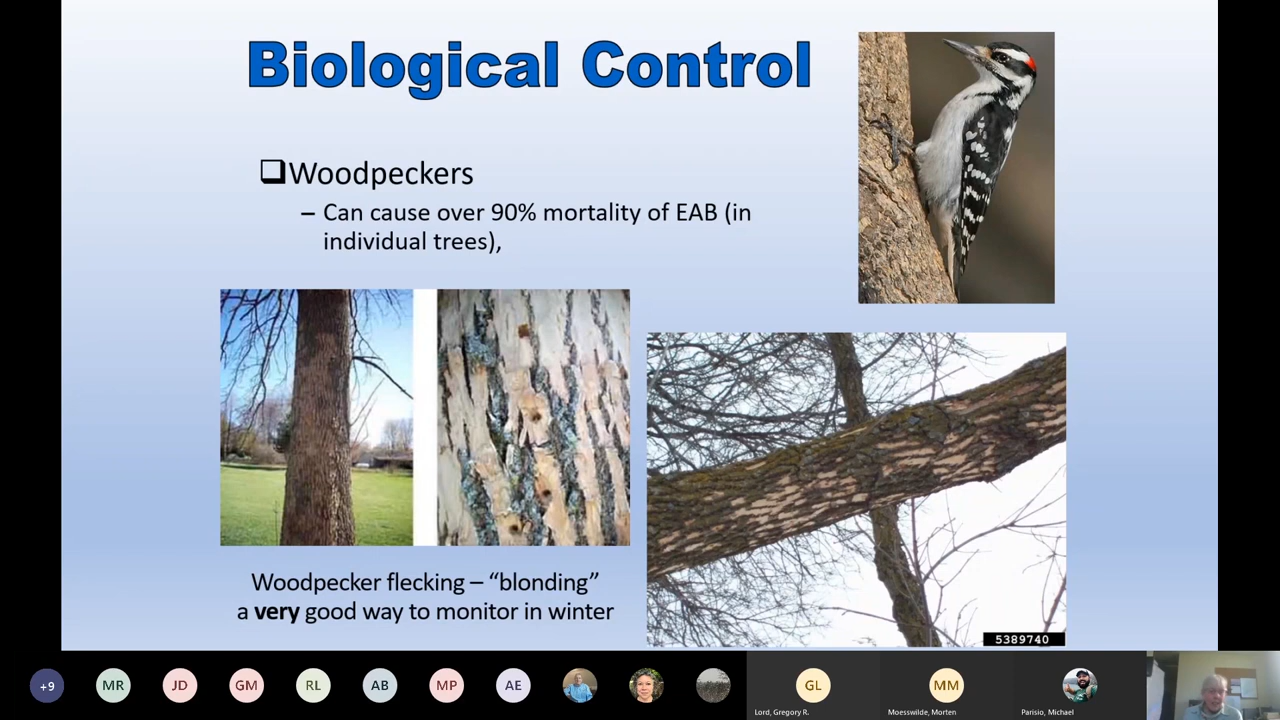 Biological Control
❑Woodpeckers
– Can cause over 90% mortality of EAB (in
individual trees),
Woodpecker flecking – “blonding”
a very good way to monitor in winter
5389740
+9
MR
JD
GM
RL
AB
MP
AE
GL
Lord, Gregory R.
MM
Moesswilde, Morten
Parisio, Michael